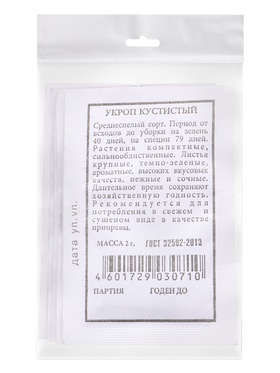 УКРОП КУСТИСТЫЙ
Среднеспелый сорт. Период от
всходов до уборки на зелень
40 дней, на специи 79 дней.
Растения компактные,
сильнооблиственные. Листья
крупные, темно-зеленые,
ароматные, высоких вкусовых
качеств, нежные и сочные.
Длительное время сохраняют
хозяйственную годность.
Рекомендуется для
потребления в свежем и
сушеном виде в качестве
приправы.
МАССА 2 г. ГОСТ 32592-2013
4 601729 030710
ПАРТИЯ ГОДЕН ДО
дата уп.